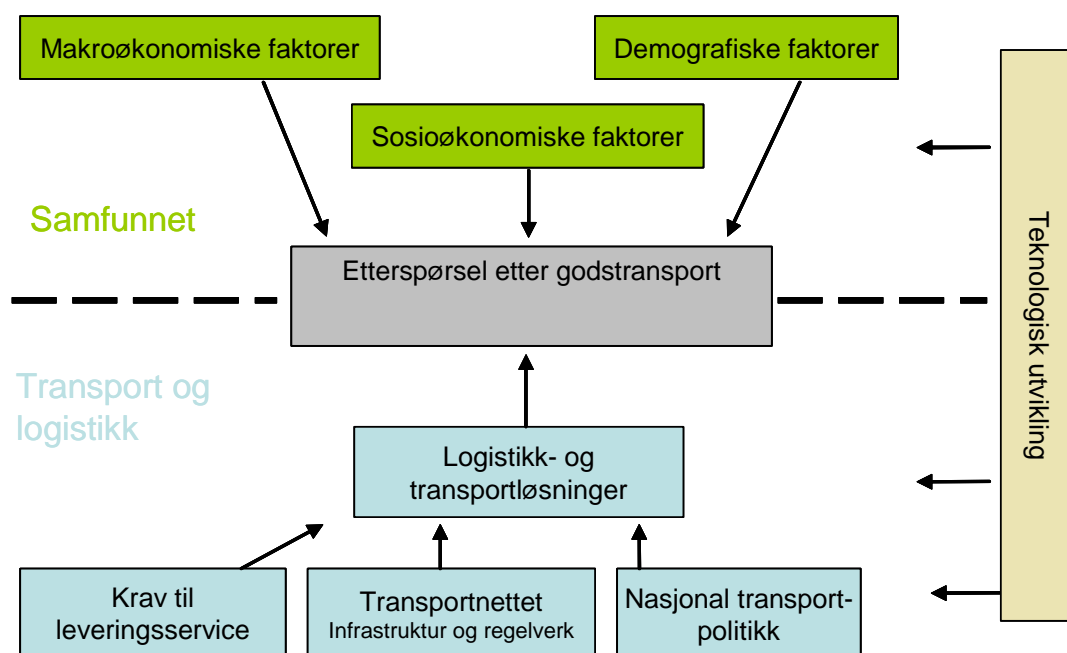 Makroøkonomiske faktorer
Demografiske faktorer
Sosioøkonomiske faktorer
Samfunnet
Etterspørsel etter godstransport
Teknologisk utvikling
Transport og
logistikk
Logistikk- og
transportløsninger
Krav til
leveringsservice
Transportnettet
Infrastruktur og regelverk
Nasjonal transport-
politikk